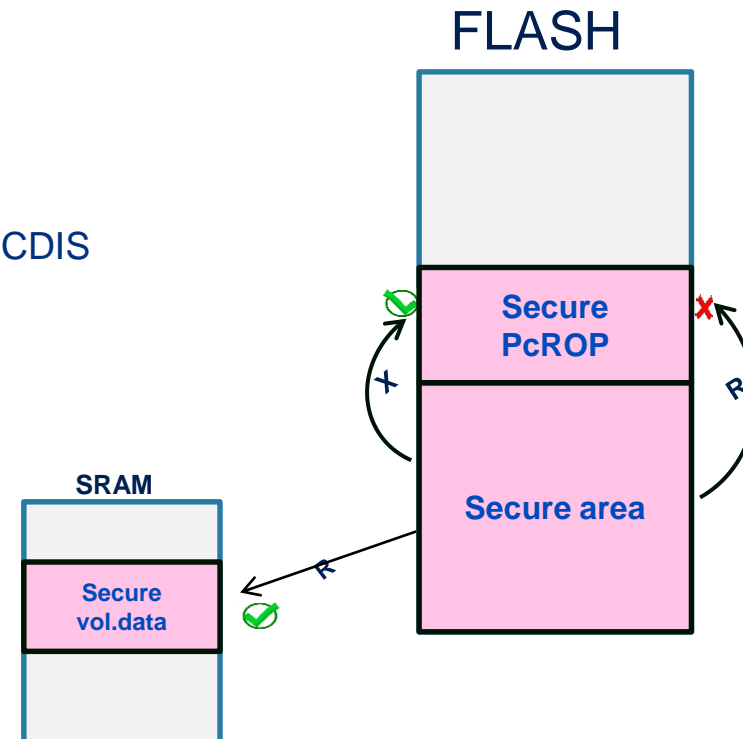 FLASH
CDIS
Secure
PcROP
X
R
SRAM
Secure area
R
Secure
vol.data